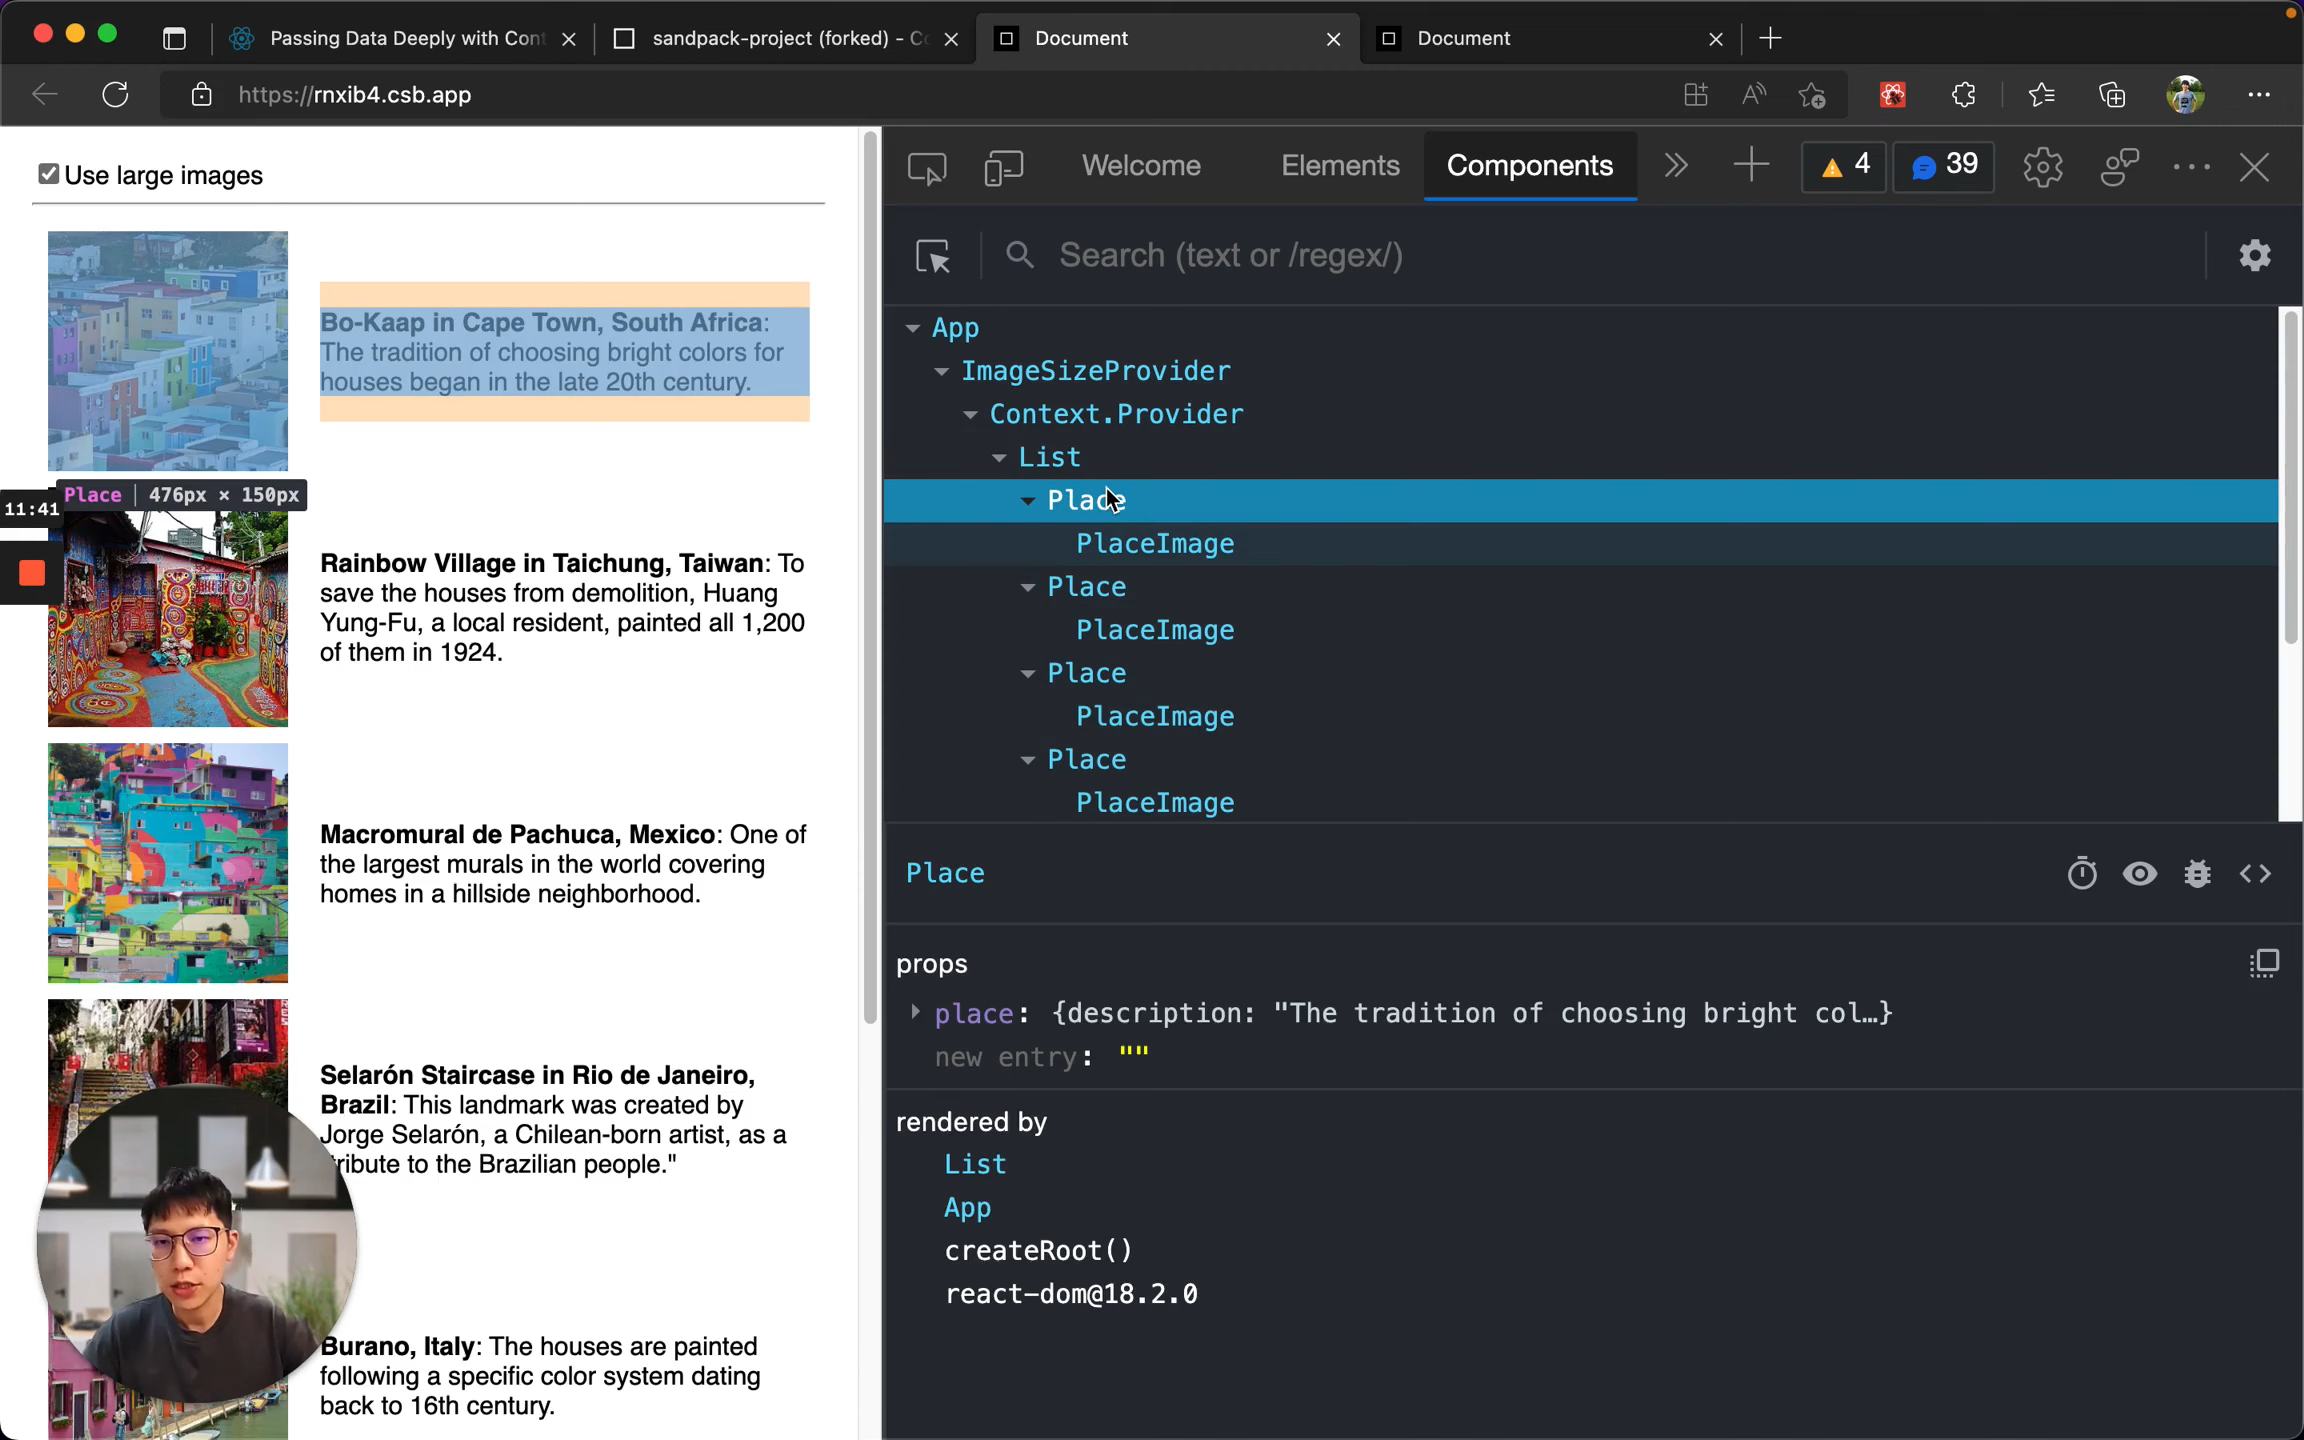 Passing Data Deeply with Cont
sandpack-project (forked) - Co
Document
Document
https://rnxib4.csb.app
Use large images
Bo-Kaap in Cape Town, South Africa:
The tradition of choosing bright colors for
houses began in the late 20th century.
Place | 476px × 150px
11:41
Rainbow Village in Taichung, Taiwan: To
save the houses from demolition, Huang
Yung-Fu, a local resident, painted all 1,200
of them in 1924.
Macromural de Pachuca, Mexico: One of
the largest murals in the world covering
homes in a hillside neighborhood.
Selarón Staircase in Rio de Janeiro,
Brazil: This landmark was created by
Jorge Selarón, a Chilean-born artist, as a
tribute to the Brazilian people."
Burano, Italy: The houses are painted
following a specific color system dating
back to 16th century.
Welcome
Elements
Components
4
39
Search (text or /regex/)
App
ImageSizeProvider
Context.Provider
List
Place
PlaceImage
Place
PlaceImage
Place
PlaceImage
Place
PlaceImage
Place
props
place: {description: "The tradition of choosing bright col…}
new entry: ""
rendered by
List
App
createRoot()
react-dom@18.2.0